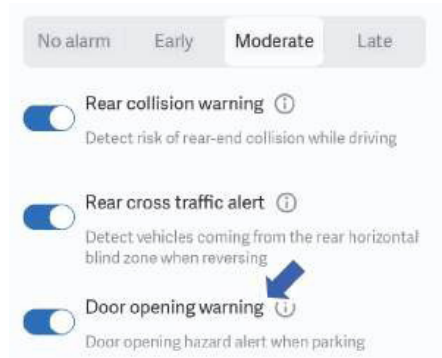 No alarm Early Moderate Late
Rear collision warning
Detect risk of rear-end collision while driving
Rear cross traffic alert
Detect vehicles coming from the rear horizontal
blind zone when reversing
Door opening warning
Door opening hazard alert when parking